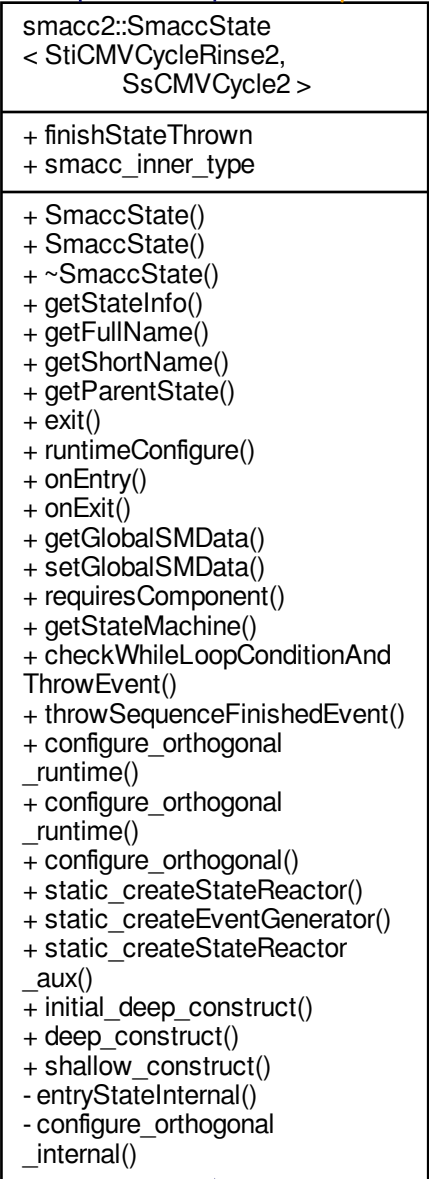 smacc2::SmaccState
< StiCMVCycleRinse2,
SsCMVCycle2 >
+ finishStateThrown
+ smacc_inner_type
+ SmaccState()
+ SmaccState()
+ ~SmaccState()
+ getStateInfo()
+ getFullName()
+ getShortName()
+ getParentState()
+ exit()
+ runtimeConfigure()
+ onEntry()
+ onExit()
+ getGlobalSMData()
+ setGlobalSMData()
+ requiresComponent()
+ getStateMachine()
+ checkWhileLoopConditionAnd
ThrowEvent()
+ throwSequenceFinishedEvent()
+ configure_orthogonal
_runtime()
+ configure_orthogonal
_runtime()
+ configure_orthogonal()
+ static_createStateReactor()
+ static_createEventGenerator()
+ static_createStateReactor
_aux()
+ initial_deep_construct()
+ deep_construct()
+ shallow_construct()
- entryStateInternal()
- configure_orthogonal
_internal()